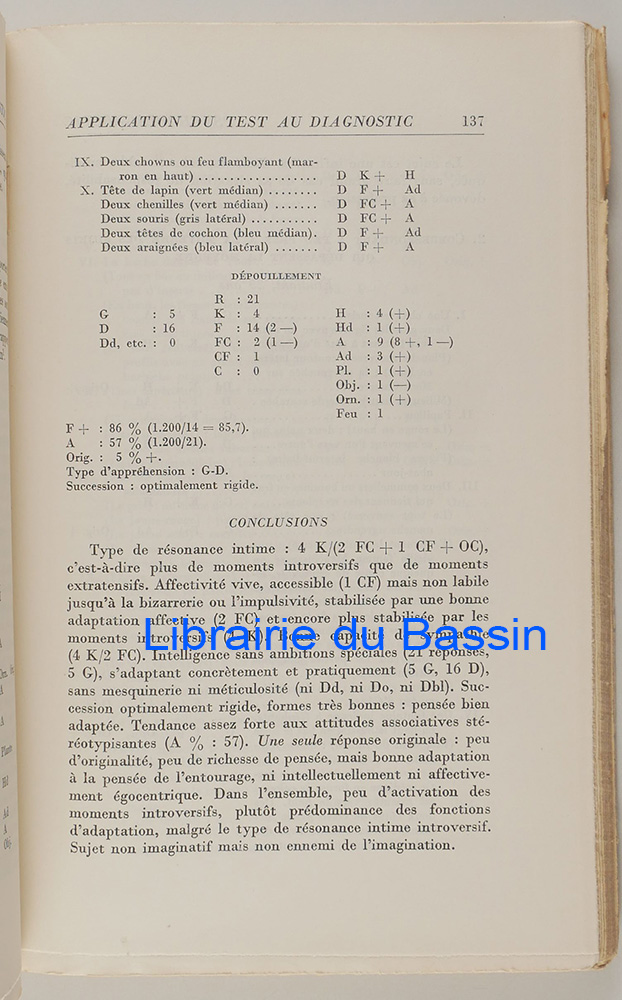 APPLICATION DU TEST AU DIAGNOSTIC 137
IX. Deux chowns ou feu flamboyant (mar-
ron en haut) .................. D K + H
X. Tête de lapin (vert médian) ........ D F + Ad
Deux chenilles (vert médian) ....... D FC + A
Deux souris (gris latéral) ........... D FC + A
Deux têtes de cochon (bleu médian). D F + Ad
Deux araignées (bleu latéral) ....... D F + A
DÉPOUILLEMENT
R : 21
G : 5 K : 4 H : 4 (+)
D : 16 F : 14 (2 —) Hd : 1 (+)
Dd, etc. : 0 FC : 2 (1 —) A : 9 (8 +, 1 —)
CF : 1 Ad : 3 (+)
C : 0 Pl. : 1 (+)
Obj. : 1 (—)
Orn. : 1 (+)
Feu : 1
F + : 86 % (1.200/14 = 85,7).
A : 57 % (1.200/21).
Orig. : 5 % +.
Type d'appréhension : G-D.
Succession : optimalement rigide.
CONCLUSIONS
Type de résonance intime : 4 K/(2 FC + 1 CF + OC),
c'est-à-dire plus de moments introversifs que de moments
extratensifs. Affectivité vive, accessible (1 CF) mais non labile
jusqu'à la bizarrerie ou l'impulsivité, stabilisée par une bonne
adaptation affective (2 FC) et encore plus stabilisée par les
moments introversifs (4 K). Bonne capacité de sympathie
Librairie du Bassin
(4 K/2 FC). Intelligence sans ambitions spéciales (21 réponses,
5 G), s'adaptant concrètement et pratiquement (5 G, 16 D),
sans mesquinerie ni méticulosité (ni Dd, ni Do, ni Dbl). Suc-
cession optimalement rigide, formes très bonnes : pensée bien
adaptée. Tendance assez forte aux attitudes associatives sté-
réotypisantes (A % : 57). Une seule réponse originale : peu
d'originalité, peu de richesse de pensée, mais bonne adaptation
à la pensée de l'entourage, ni intellectuellement ni affective-
ment égocentrique. Dans l'ensemble, peu d'activation des
moments introversifs, plutôt prédominance des fonctions
d'adaptation, malgré le type de résonance intime introversif.
Sujet non imaginatif mais non ennemi de l'imagination.